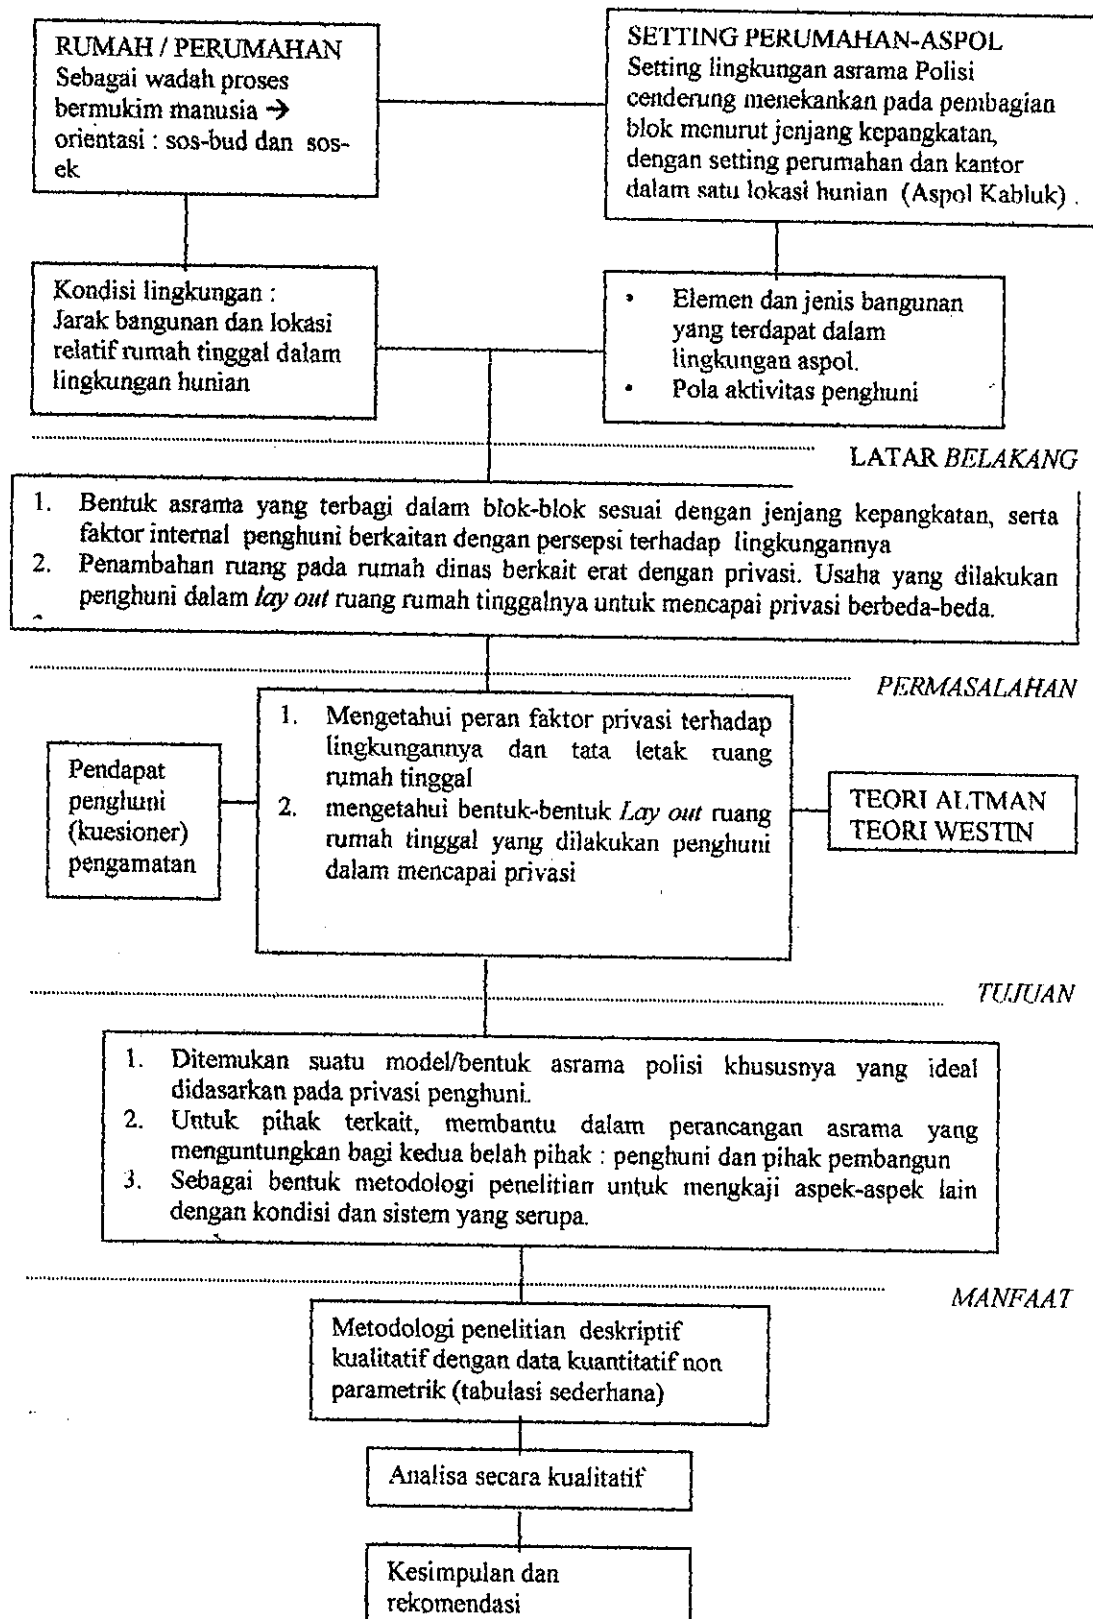 RUMAH / PERUMAHAN
Sebagai wadah proses
bermukim manusia →
orientasi : sos-bud dan sos-
ek
SETTING PERUMAHAN-ASPOL
Setting lingkungan asrama Polisi
cenderung menekankan pada pembagian
blok menurut jenjang kepangkatan,
dengan setting perumahan dan kantor
dalam satu lokasi hunian (Aspol Kabluk) .
Kondisi lingkungan :
Jarak bangunan dan lokasi
relatif rumah tinggal dalam
lingkungan hunian
• Elemen dan jenis bangunan
yang terdapat dalam
lingkungan aspol.
• Pola aktivitas penghuni
LATAR BELAKANG
1. Bentuk asrama yang terbagi dalam blok-blok sesuai dengan jenjang kepangkatan, serta
faktor internal penghuni berkaitan dengan persepsi terhadap lingkungannya
2. Penambahan ruang pada rumah dinas berkait erat dengan privasi. Usaha yang dilakukan
penghuni dalam lay out ruang rumah tinggalnya untuk mencapai privasi berbeda-beda.
PERMASALAHAN
Pendapat
penghuni
(kuesioner)
pengamatan
1. Mengetahui peran faktor privasi terhadap
lingkungannya dan tata letak ruang
rumah tinggal
2. mengetahui bentuk-bentuk Lay out ruang
rumah tinggal yang dilakukan penghuni
dalam mencapai privasi
TEORI ALTMAN
TEORI WESTIN
TUJUAN
1. Ditemukan suatu model/bentuk asrama polisi khususnya yang ideal
didasarkan pada privasi penghuni.
2. Untuk pihak terkait, membantu dalam perancangan asrama yang
menguntungkan bagi kedua belah pihak : penghuni dan pihak pembangun
3. Sebagai bentuk metodologi penelitian untuk mengkaji aspek-aspek lain
dengan kondisi dan sistem yang serupa.
MANFAAT
Metodologi penelitian deskriptif
kualitatif dengan data kuantitatif non
parametrik (tabulasi sederhana)
Analisa secara kualitatif
Kesimpulan dan
rekomendasi